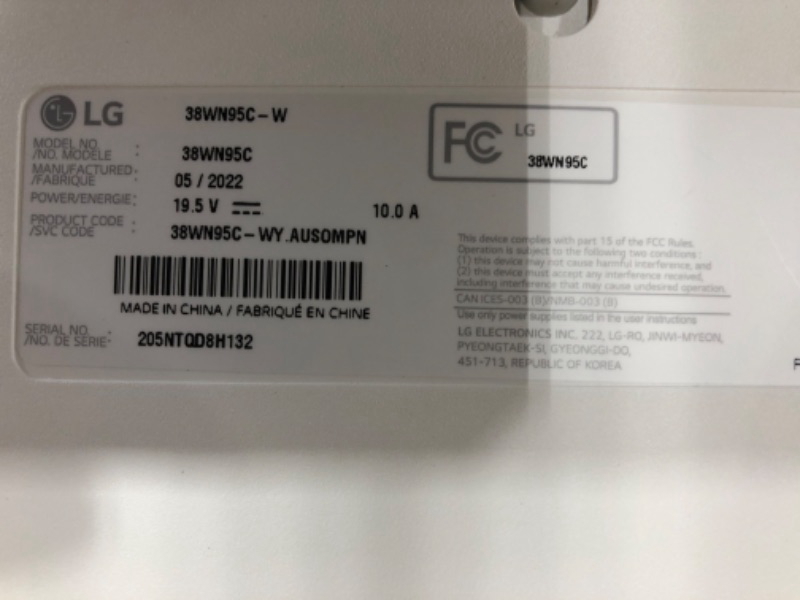 LG 38WN95C-W
MODEL NO. : 38WN95C
/NO. MODÈLE
MANUFACTURED : 05 / 2022
/FABRIQUÉ
POWER/ENERGIE: 19.5 V 10.0 A
PRODUCT CODE : 38WN95C-WY.AUSOMPN
/SVC CODE
MADE IN CHINA / FABRIQUÉ EN CHINE
SERIAL NO. : 205NTQD8H132
/NO. DE SÉRIE
FC LG
38WN95C
This device complies with part 15 of the FCC Rules.
Operation is subject to the following two conditions :
(1) this device may not cause harmful interference, and
(2) this device must accept any interference received,
including interference that may cause undesired operation.
CAN ICES-003 (B)/NMB-003 (B)
Use only power supplies listed in the user instructions
LG ELECTRONICS INC. 222, LG-RO, JINWI-MYEON,
PYEONGTAEK-SI, GYEONGGI-DO,
451-713, REPUBLIC OF KOREA